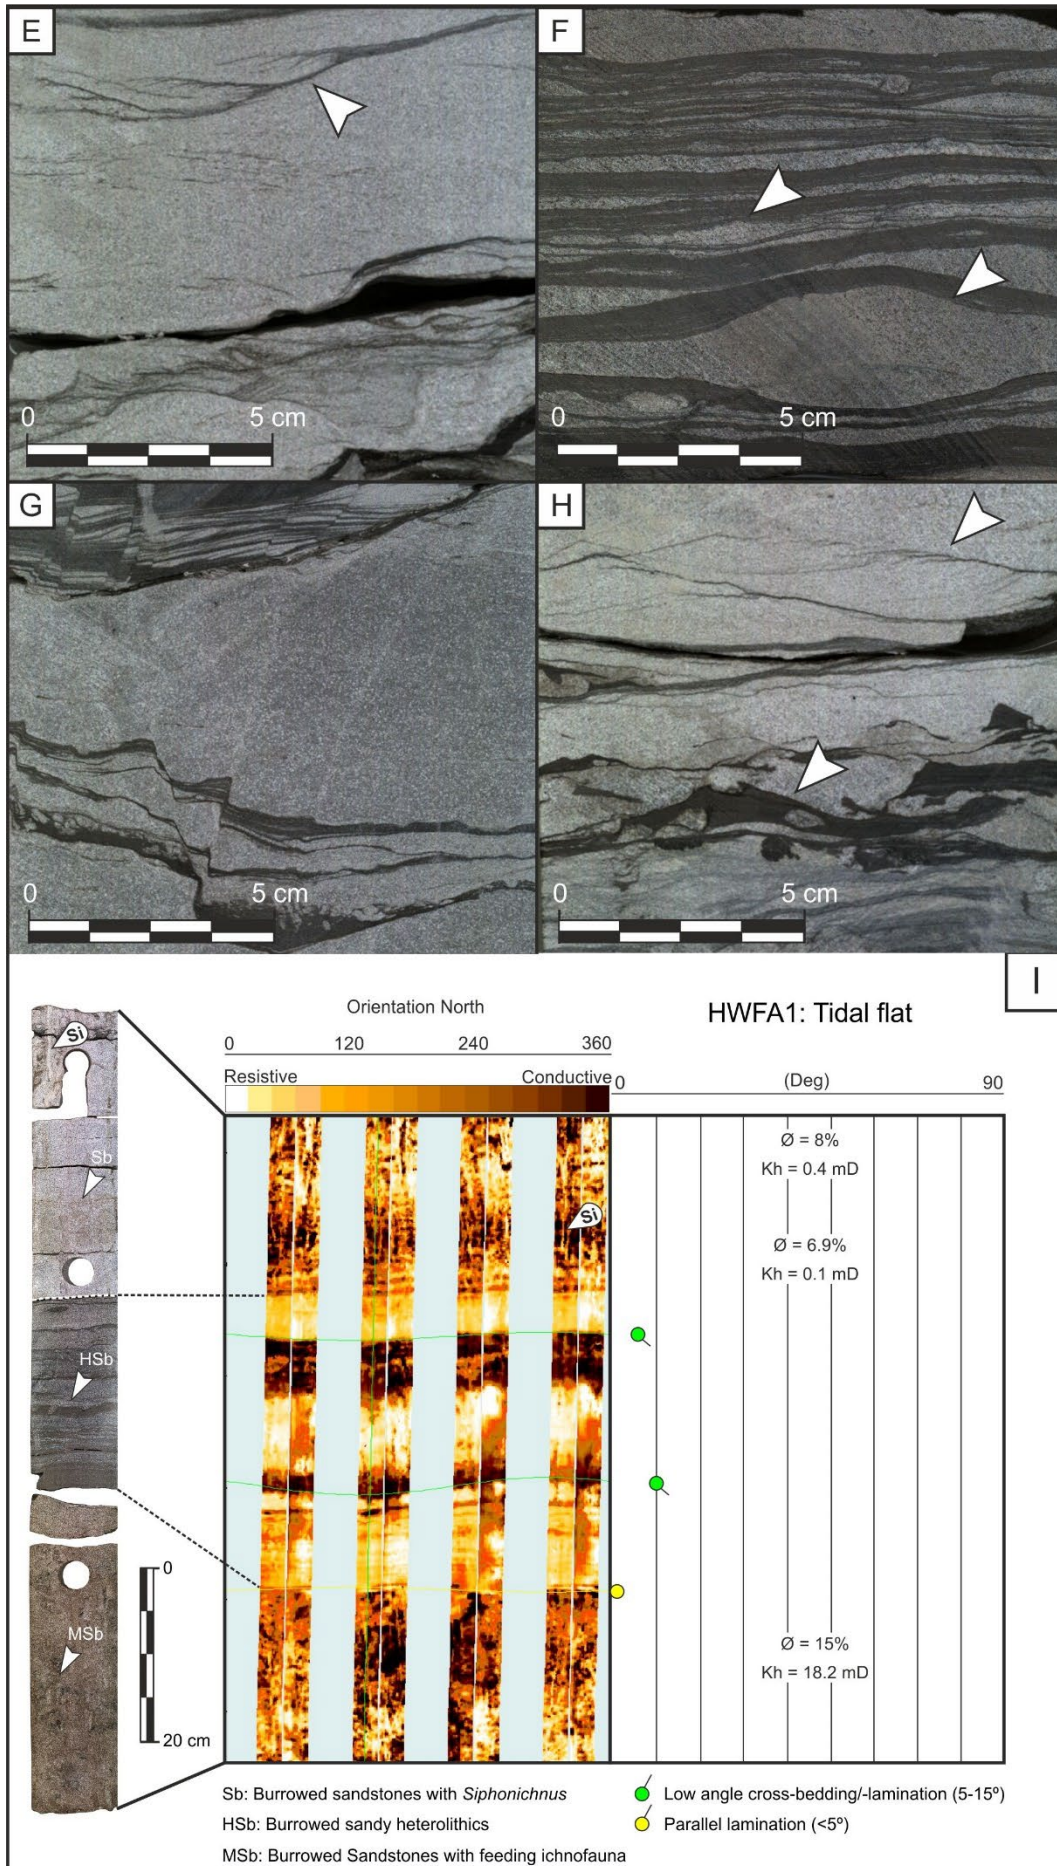 E
F
0 5 cm
0 5 cm
G
H
0 5 cm
0 5 cm
I
Orientation North
HWFA1: Tidal flat
0 120 240 360
Resistive Conductive
0 (Deg) 90
Si
Sb
HSb
MSb
0
20 cm
Si
Ø = 8%
Kh = 0.4 mD
Ø = 6.9%
Kh = 0.1 mD
Ø = 15%
Kh = 18.2 mD
Sb: Burrowed sandstones with Siphonichnus
HSb: Burrowed sandy heterolithics
MSb: Burrowed Sandstones with feeding ichnofauna
Low angle cross-bedding/-lamination (5-15º)
Parallel lamination (<5º)